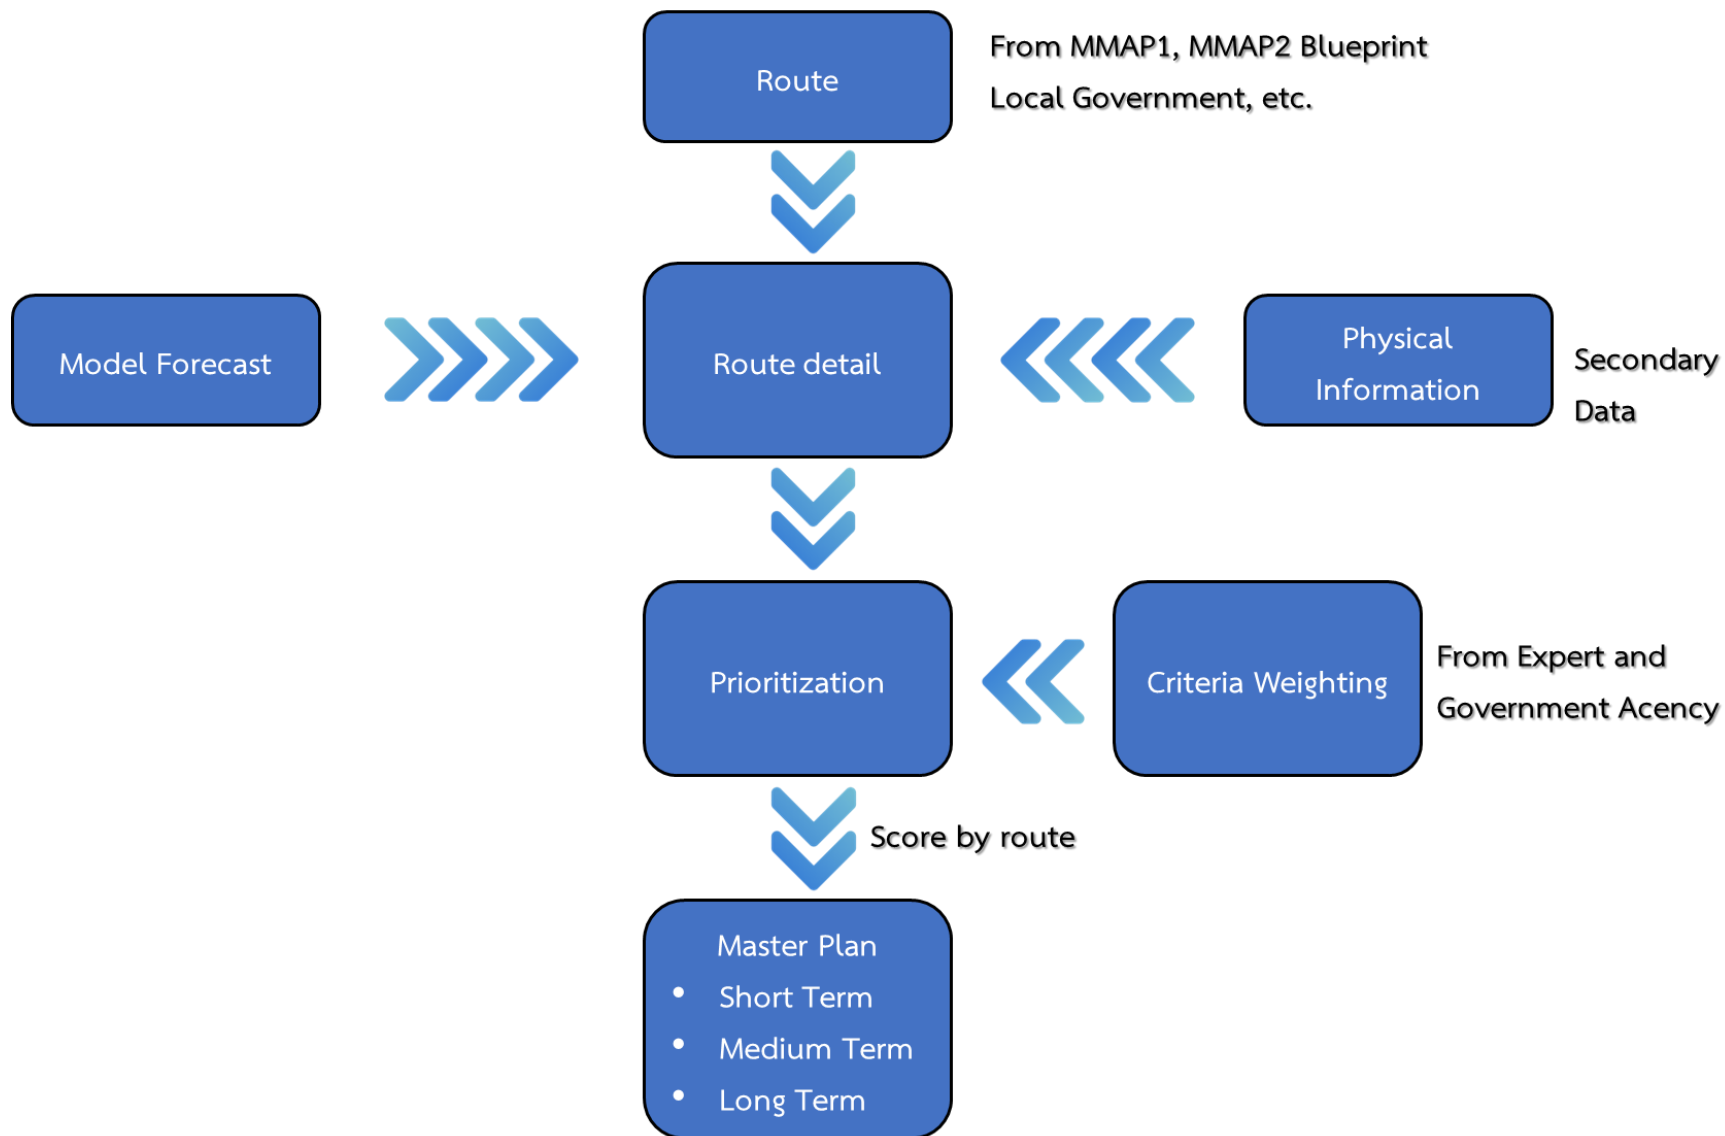 Route
From MMAP1, MMAP2 Blueprint
Local Government, etc.
Model Forecast
Route detail
Physical
Information
Secondary
Data
Prioritization
Criteria Weighting
From Expert and
Government Acency
Score by route
Master Plan
• Short Term
• Medium Term
• Long Term